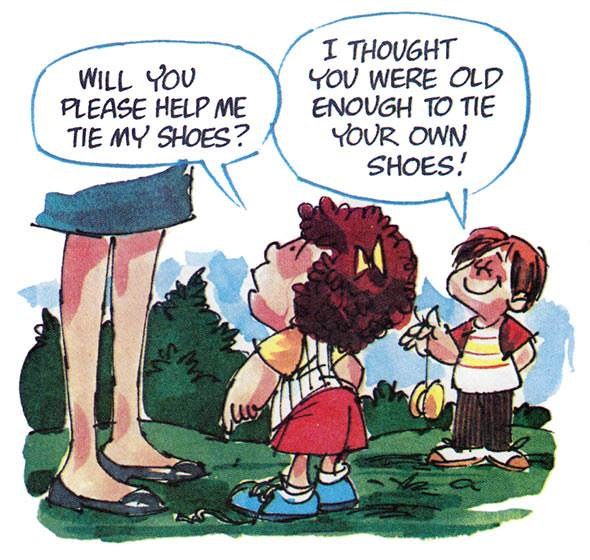 WILL YOU
PLEASE HELP ME
TIE MY SHOES?
I THOUGHT
YOU WERE OLD
ENOUGH TO TIE
YOUR OWN
SHOES!